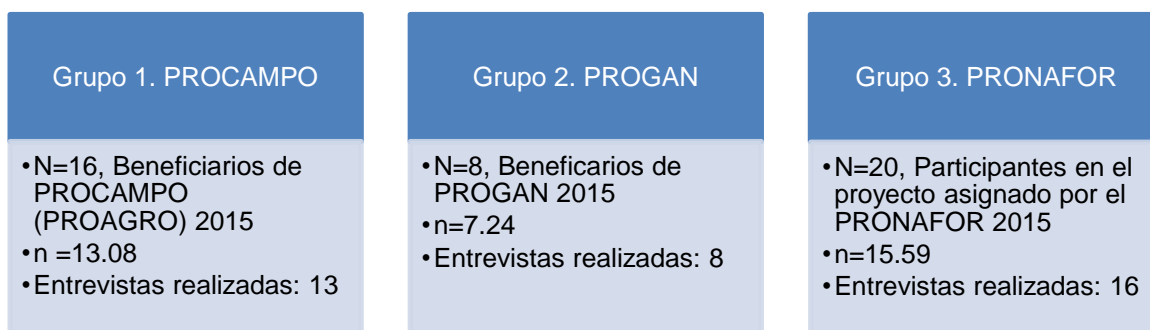 Grupo 1. PROCAMPO
•N=16, Beneficiarios de
PROCAMPO
(PROAGRO) 2015
•n =13.08
•Entrevistas realizadas: 13
Grupo 2. PROGAN
•N=8, Beneficarios de
PROGAN 2015
•n=7.24
•Entrevistas realizadas: 8
Grupo 3. PRONAFOR
•N=20, Participantes en el
proyecto asignado por el
PRONAFOR 2015
•n=15.59
•Entrevistas realizadas: 16